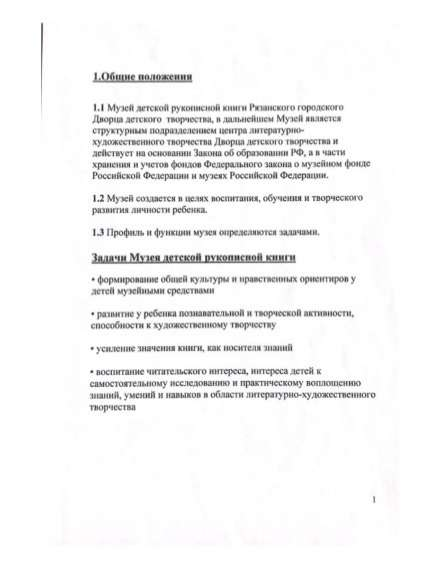 1.Общие положения
1.1 Музей детской рукописной книги Рязанского городского
Дворца детского творчества, в дальнейшем Музей является
структурным подразделением центра литературно-
художественного творчества Дворца детского творчества и
действует на основании Закона об образовании РФ, а в части
хранения и учетов фондов Федерального закона о музейном фонде
Российской Федерации и музеях Российской Федерации.
1.2 Музей создается в целях воспитания, обучения и творческого
развития личности ребенка.
1.3 Профиль и функции музея определяются задачами.
Задачи Музея детской рукописной книги
• формирование общей культуры и нравственных ориентиров у
детей музейными средствами
• развитие у ребенка познавательной и творческой активности,
способности к художественному творчеству
• усиление значения книги, как носителя знаний
• воспитание читательского интереса, интереса детей к
самостоятельному исследованию и практическому воплощению
знаний, умений и навыков в области литературно-художественного
творчества
1